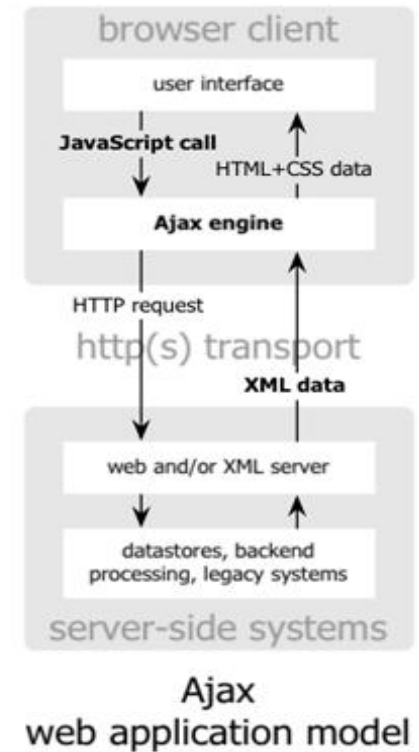 browser client
user interface
JavaScript call
HTML+CSS data
Ajax engine
HTTP request
http(s) transport
XML data
web and/or XML server
datastores, backend
processing, legacy systems
server-side systems
Ajax
web application model